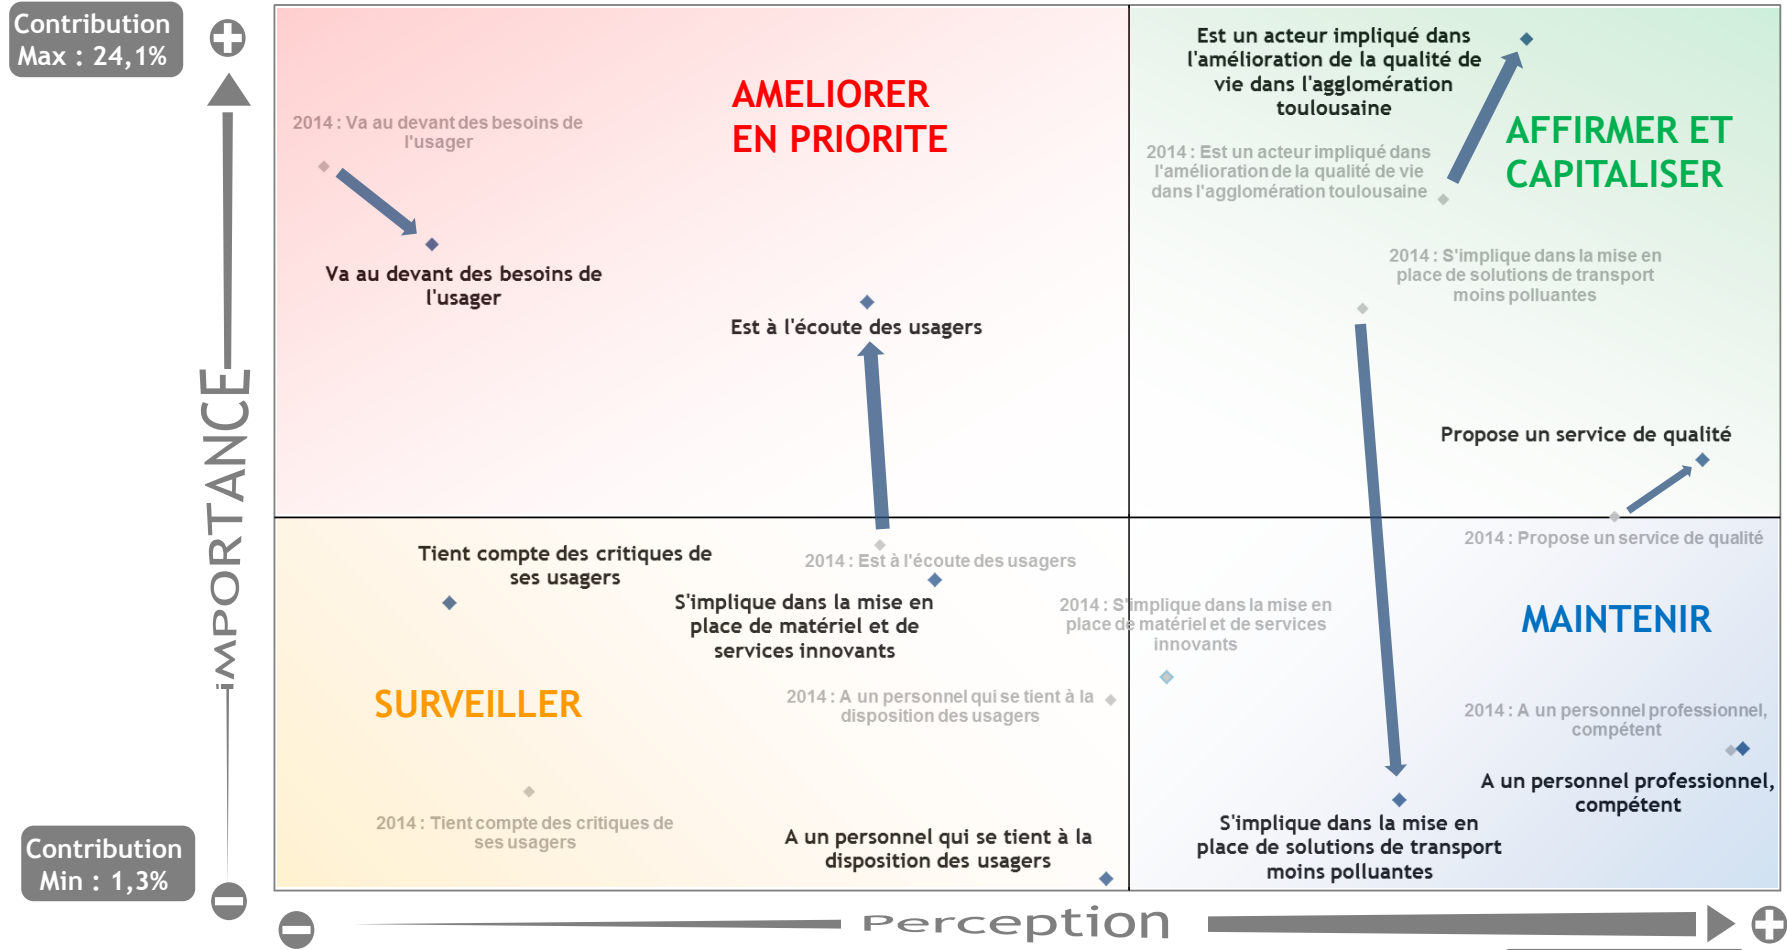 Contribution
Max : 24,1%
iMPORTANCE
Contribution
Min : 1,3%
AMELIORER
EN PRIORITE
2014 : Va au devant des besoins de
l'usager
Va au devant des besoins de
l'usager
Est à l'écoute des usagers
Est un acteur impliqué dans
l'amélioration de la qualité de
vie dans l'agglomération
toulousaine
AFFIRMER ET
CAPITALISER
2014 : Est un acteur impliqué dans
l'amélioration de la qualité de vie
dans l'agglomération toulousaine
2014 : S'implique dans la mise en
place de solutions de transport
moins polluantes
Propose un service de qualité
2014 : Propose un service de qualité
Tient compte des critiques de
ses usagers
2014 : Est à l'écoute des usagers
S'implique dans la mise en
place de matériel et de
services innovants
2014 : S'implique dans la mise en
place de matériel et de services
innovants
MAINTENIR
SURVEILLER
2014 : A un personnel qui se tient à la
disposition des usagers
2014 : A un personnel professionnel,
compétent
A un personnel professionnel,
compétent
2014 : Tient compte des critiques de
ses usagers
A un personnel qui se tient à la
disposition des usagers
S'implique dans la mise en
place de solutions de transport
moins polluantes
Perception